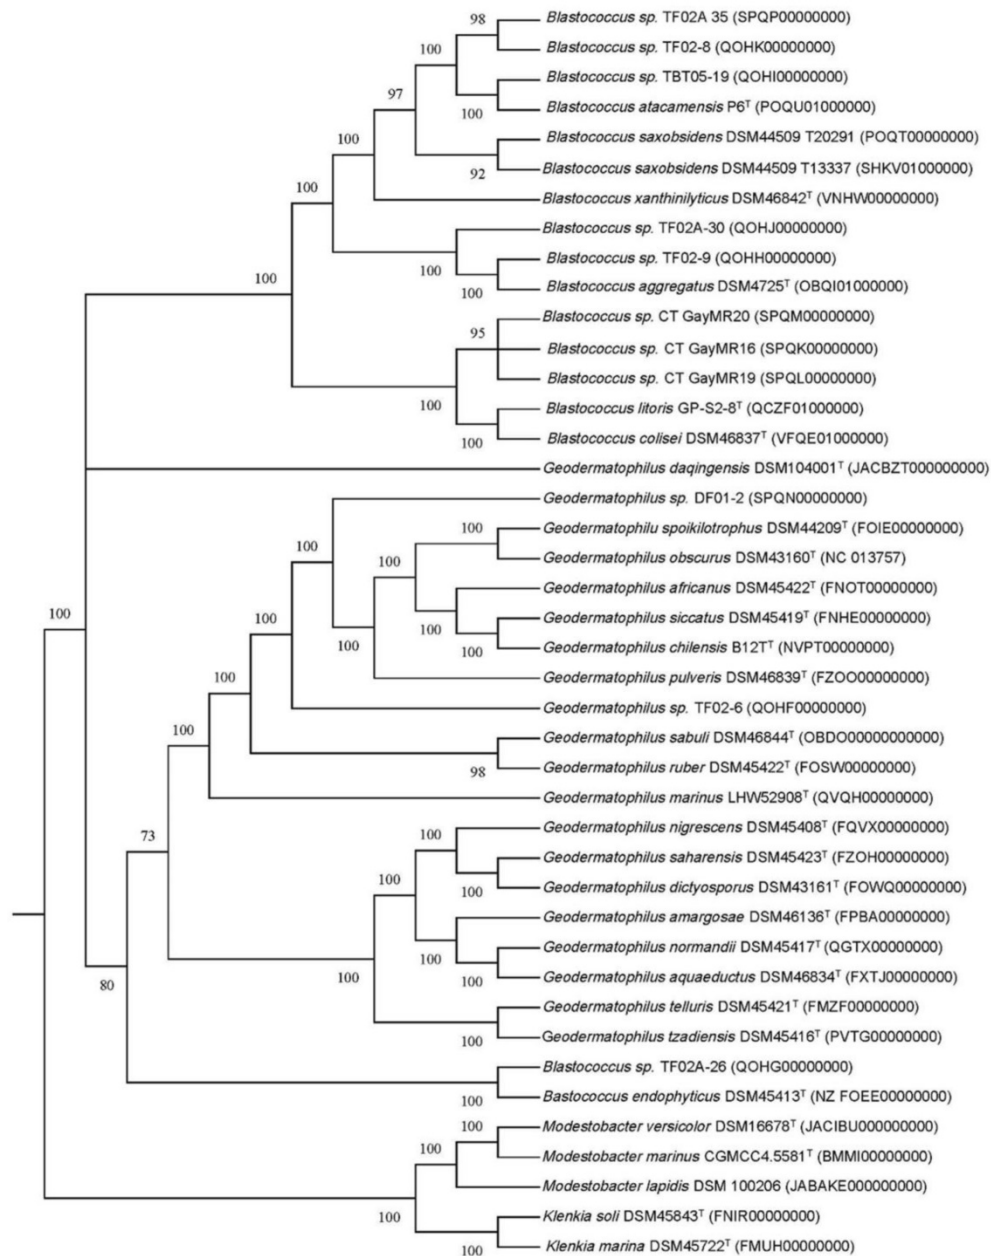 98
Blastococcus sp. TF02A 35 (SPQP00000000)
Blastococcus sp. TF02-8 (QOHK00000000)
100
Blastococcus sp. TBT05-19 (QOHI00000000)
97
100
Blastococcus atacamensis P6ᵀ (POQU01000000)
100
Blastococcus saxobsidens DSM44509 T20291 (POQT00000000)
92
Blastococcus saxobsidens DSM44509 T13337 (SHKV01000000)
100
Blastococcus xanthinilyticus DSM46842ᵀ (VNHW00000000)
Blastococcus sp. TF02A-30 (QOHJ00000000)
100
Blastococcus sp. TF02-9 (QOHH00000000)
100
100
Blastococcus aggregatus DSM4725ᵀ (OBQI01000000)
Blastococcus sp. CT GayMR20 (SPQM00000000)
95
Blastococcus sp. CT GayMR16 (SPQK00000000)
Blastococcus sp. CT GayMR19 (SPQL00000000)
100
Blastococcus litoris GP-S2-8ᵀ (QCZF01000000)
100
Blastococcus colisei DSM46837ᵀ (VFQE01000000)
Geodermatophilus daqingensis DSM104001ᵀ (JACBZT000000000)
Geodermatophilus sp. DF01-2 (SPQN00000000)
100
Geodermatophilu spoikilotrophus DSM44209ᵀ (FOIE00000000)
100
100
Geodermatophilus obscurus DSM43160ᵀ (NC 013757)
Geodermatophilus africanus DSM45422ᵀ (FNOT00000000)
100
100
100
Geodermatophilus siccatus DSM45419ᵀ (FNHE00000000)
100
100
100
Geodermatophilus chilensis B12Tᵀ (NVPT00000000)
100
Geodermatophilus pulveris DSM46839ᵀ (FZOO00000000)
Geodermatophilus sp. TF02-6 (QOHF00000000)
100
Geodermatophilus sabuli DSM46844ᵀ (OBDO00000000000)
98
Geodermatophilus ruber DSM45422ᵀ (FOSW00000000)
Geodermatophilus marinus LHW52908ᵀ (QVQH00000000)
73
100
Geodermatophilus nigrescens DSM45408ᵀ (FQVX00000000)
100
Geodermatophilus saharensis DSM45423ᵀ (FZOH00000000)
100
Geodermatophilus dictyosporus DSM43161ᵀ (FOWQ00000000)
Geodermatophilus amargosae DSM46136ᵀ (FPBA00000000)
100
Geodermatophilus normandii DSM45417ᵀ (QGTX00000000)
80
100
100
Geodermatophilus aquaeductus DSM46834ᵀ (FXTJ00000000)
Geodermatophilus telluris DSM45421ᵀ (FMZF00000000)
100
Geodermatophilus tzadiensis DSM45416ᵀ (PVTG00000000)
Blastococcus sp. TF02A-26 (QOHG00000000)
100
Bastococcus endophyticus DSM45413ᵀ (NZ FOEE00000000)
100
Modestobacter versicolor DSM16678ᵀ (JACIBU000000000)
100
Modestobacter marinus CGMCC4.5581ᵀ (BMMI00000000)
Modestobacter lapidis DSM 100206 (JABAKE000000000)
100
Klenkia soli DSM45843ᵀ (FNIR00000000)
100
Klenkia marina DSM45722ᵀ (FMUH00000000)